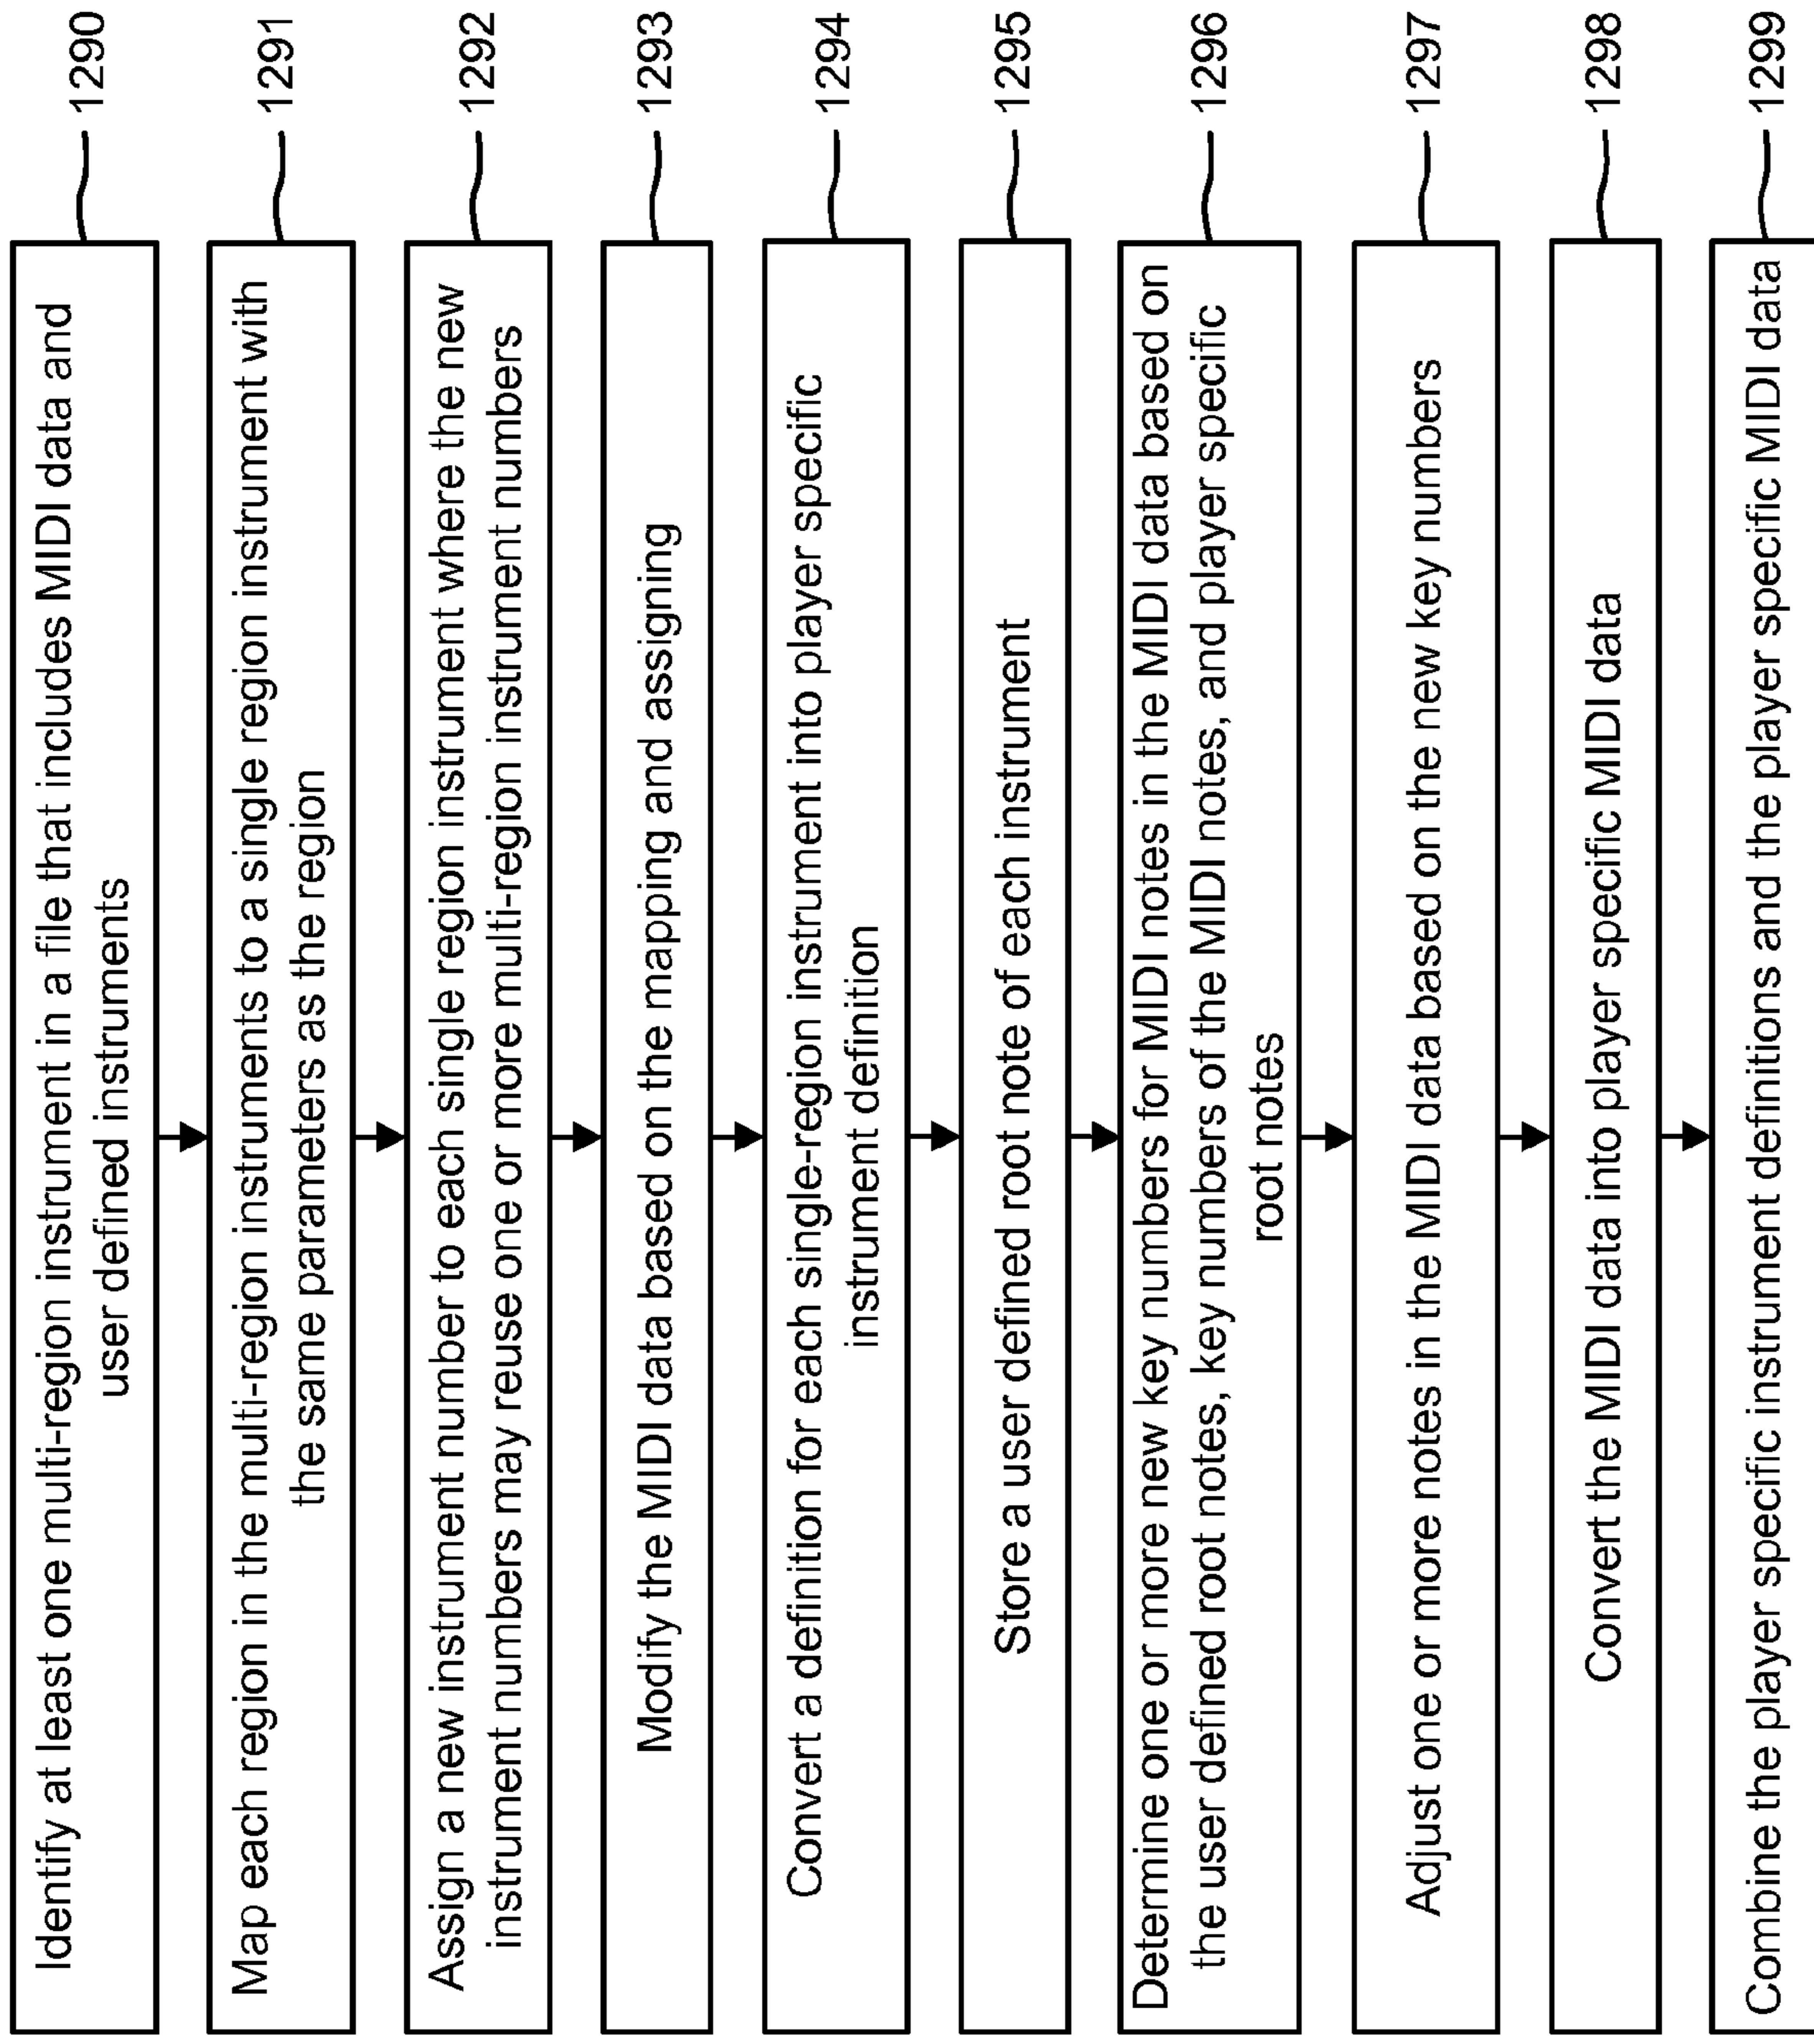 Identify at least one multi-region instrument in a file that includes MIDI data and
user defined instruments
1290
Map each region in the multi-region instruments to a single region instrument with
the same parameters as the region
1291
Assign a new instrument number to each single region instrument where the new
instrument numbers may reuse one or more multi-region instrument numbers
1292
Modify the MIDI data based on the mapping and assigning
1293
Convert a definition for each single-region instrument into player specific
instrument definition
1294
Store a user defined root note of each instrument
1295
Determine one or more new key numbers for MIDI notes in the MIDI data based on
the user defined root notes, key numbers of the MIDI notes, and player specific
root notes
1296
Adjust one or more notes in the MIDI data based on the new key numbers
1297
Convert the MIDI data into player specific MIDI data
1298
Combine the player specific instrument definitions and the player specific MIDI data
1299